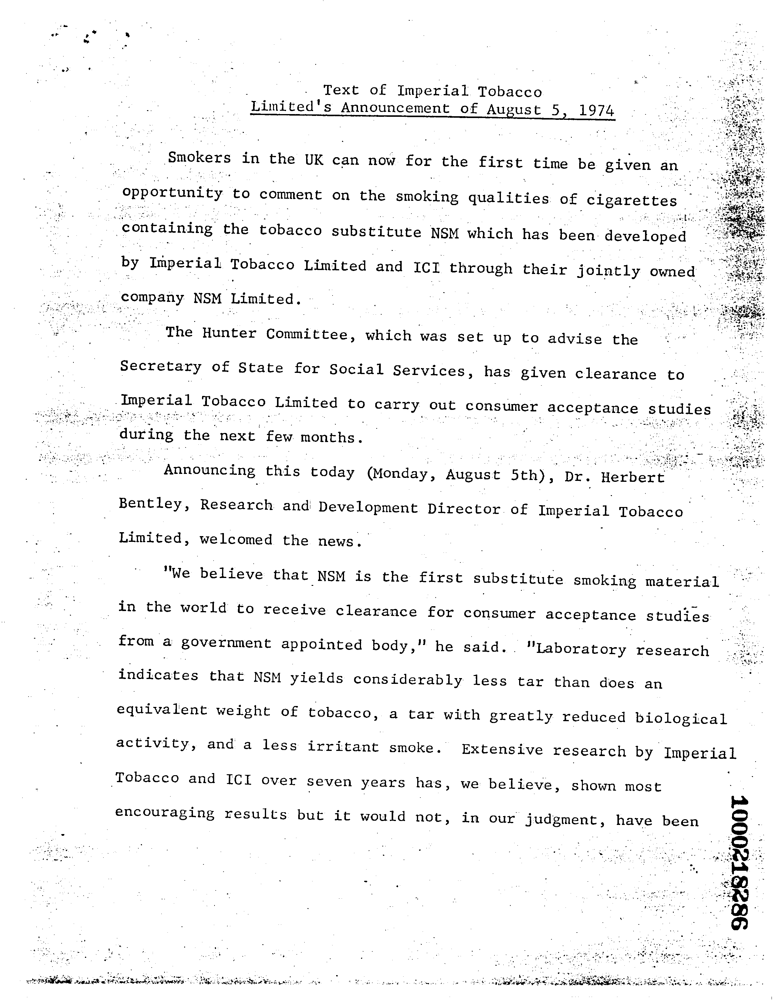 Text of Imperial Tobacco
Limited's Announcement of August 5, 1974
Smokers in the UK can now for the first time be given an
opportunity to comment on the smoking qualities of cigarettes
containing the tobacco substitute NSM which has been developed
by Imperial Tobacco Limited and ICI through their jointly owned
company NSM Limited.
The Hunter Committee, which was set up to advise the
Secretary of State for Social Services, has given clearance to
Imperial Tobacco Limited to carry out consumer acceptance studies
during the next few months.
Announcing this today (Monday, August 5th), Dr. Herbert
Bentley, Research and Development Director of Imperial Tobacco
Limited, welcomed the news.
"We believe that NSM is the first substitute smoking material
in the world to receive clearance for consumer acceptance studies
from a government appointed body," he said. "Laboratory research
indicates that NSM yields considerably less tar than does an
equivalent weight of tobacco, a tar with greatly reduced biological
activity, and a less irritant smoke. Extensive research by Imperial
Tobacco and ICI over seven years has, we believe, shown most
encouraging results but it would not, in our judgment, have been
1000218286